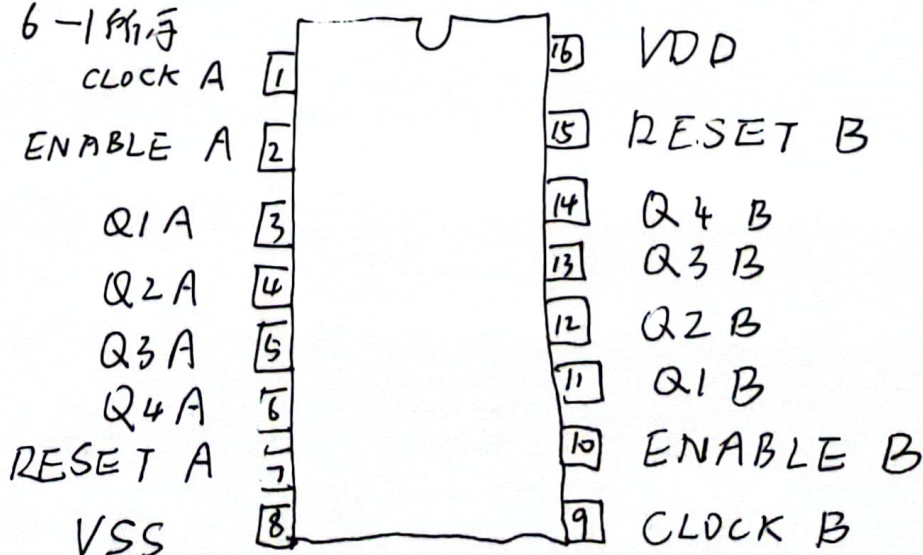 6-1所示
CLOCK A 1
ENABLE A 2
Q1A 3
Q2A 4
Q3A 5
Q4A 6
RESET A 7
VSS 8
16 VDD
15 RESET B
14 Q4 B
13 Q3 B
12 Q2 B
11 Q1 B
10 ENABLE B
9 CLOCK B